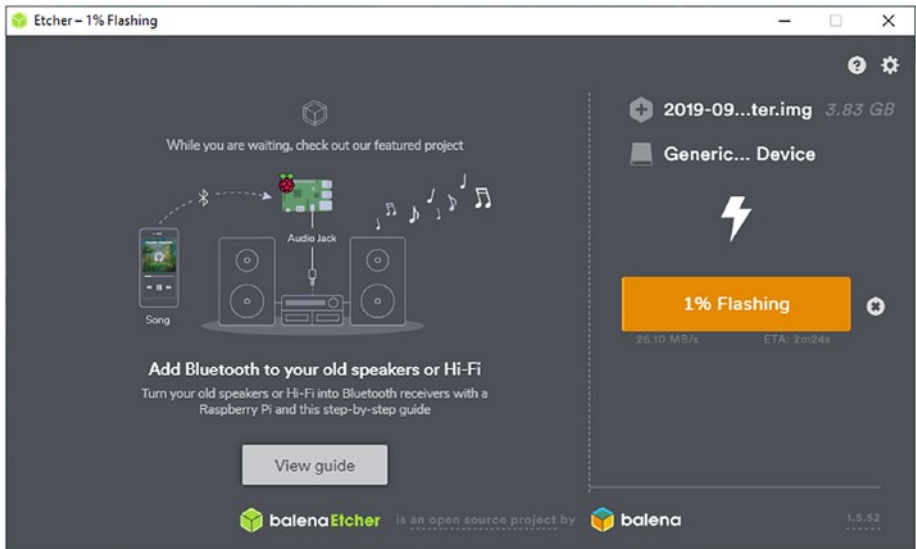 Etcher – 1% Flashing
While you are waiting, check out our featured project
Audio Jack
Song
Add Bluetooth to your old speakers or Hi-Fi
Turn your old speakers or Hi-Fi into Bluetooth receivers with a
Raspberry Pi and this step-by-step guide
View guide
2019-09...ter.img 3.83 GB
Generic... Device
1% Flashing
26.10 MB/s ETA: 2m24s
balenaEtcher is an open source project by balena 1.5.52